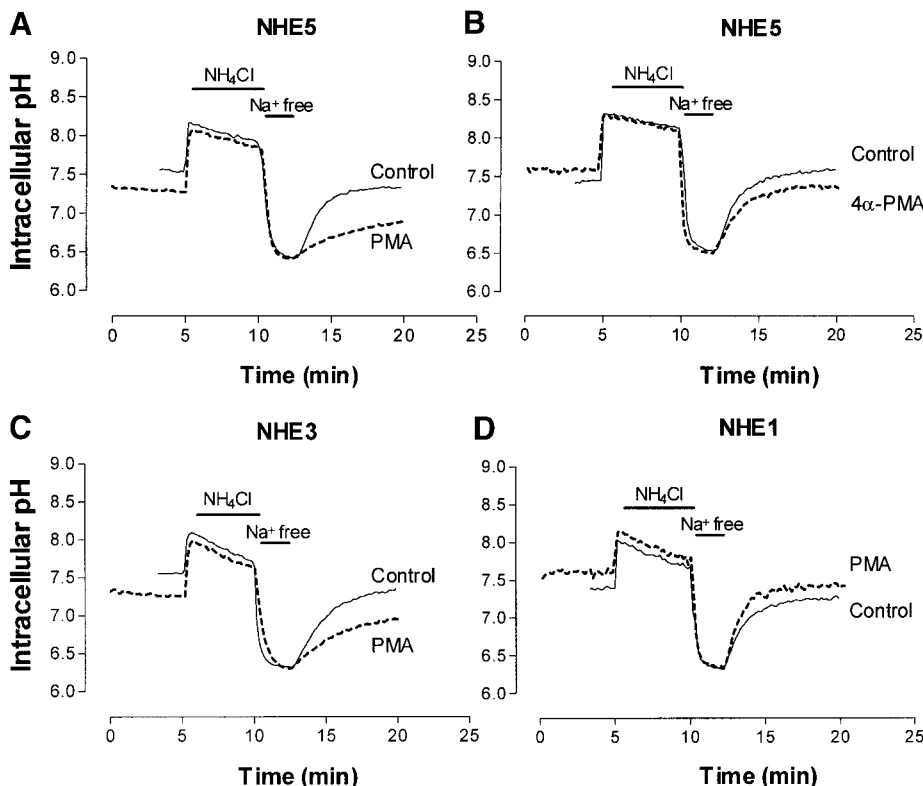 A
NHE5
Intracellular pH
9.0
8.5
8.0
7.5
7.0
6.5
6.0
NH₄Cl
Na⁺ free
Control
PMA
0 5 10 15 20 25
Time (min)
B
NHE5
9.0
8.5
8.0
7.5
7.0
6.5
6.0
NH₄Cl
Na⁺ free
Control
4α-PMA
0 5 10 15 20 25
Time (min)
C
NHE3
Intracellular pH
9.0
8.5
8.0
7.5
7.0
6.5
6.0
NH₄Cl
Na⁺ free
Control
PMA
0 5 10 15 20 25
Time (min)
D
NHE1
9.0
8.5
8.0
7.5
7.0
6.5
6.0
NH₄Cl
Na⁺ free
PMA
Control
0 5 10 15 20 25
Time (min)